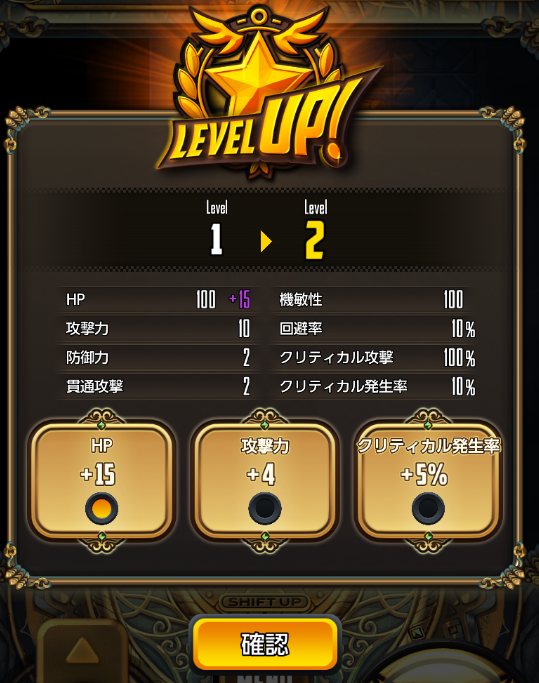 LEVEL UP!
Level Level
1 2
HP 100 +15 機敏性 100
攻撃力 10 回避率 10%
防御力 2 クリティカル攻撃 100%
貫通攻撃 2 クリティカル発生率 10%
HP 攻撃力 クリティカル発生率
+15 +4 +5%
SHIFT UP
確認
MENU